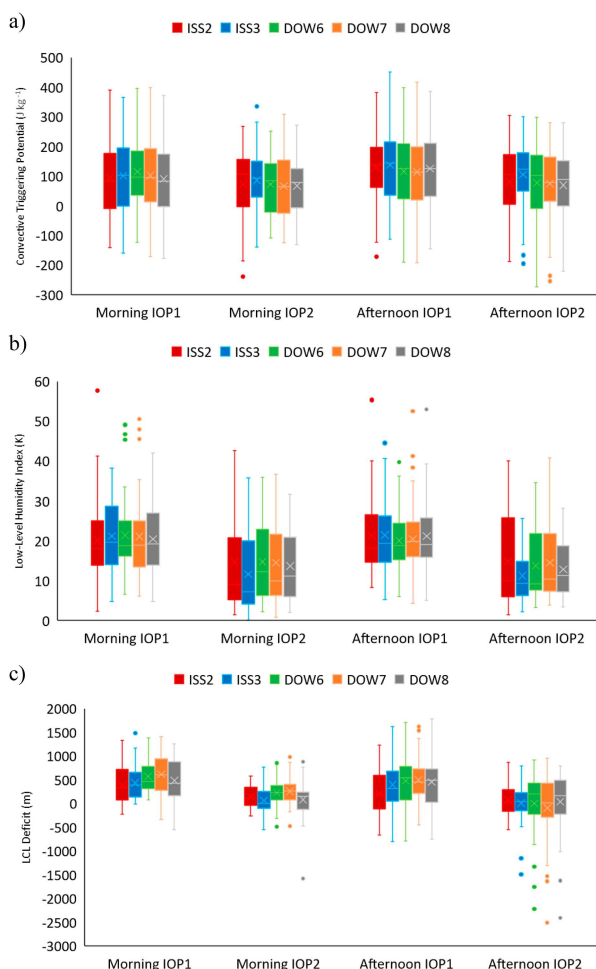 a)
ISS2 ISS3 DOW6 DOW7 DOW8
Convective Triggering Potential (J kg⁻¹)
500
400
300
200
100
0
-100
-200
-300
Morning IOP1 Morning IOP2 Afternoon IOP1 Afternoon IOP2
b)
ISS2 ISS3 DOW6 DOW7 DOW8
Low-Level Humidity Index (K)
60
50
40
30
20
10
0
Morning IOP1 Morning IOP2 Afternoon IOP1 Afternoon IOP2
c)
ISS2 ISS3 DOW6 DOW7 DOW8
LCL Deficit (m)
2000
1500
1000
500
0
-500
-1000
-1500
-2000
-2500
-3000
Morning IOP1 Morning IOP2 Afternoon IOP1 Afternoon IOP2